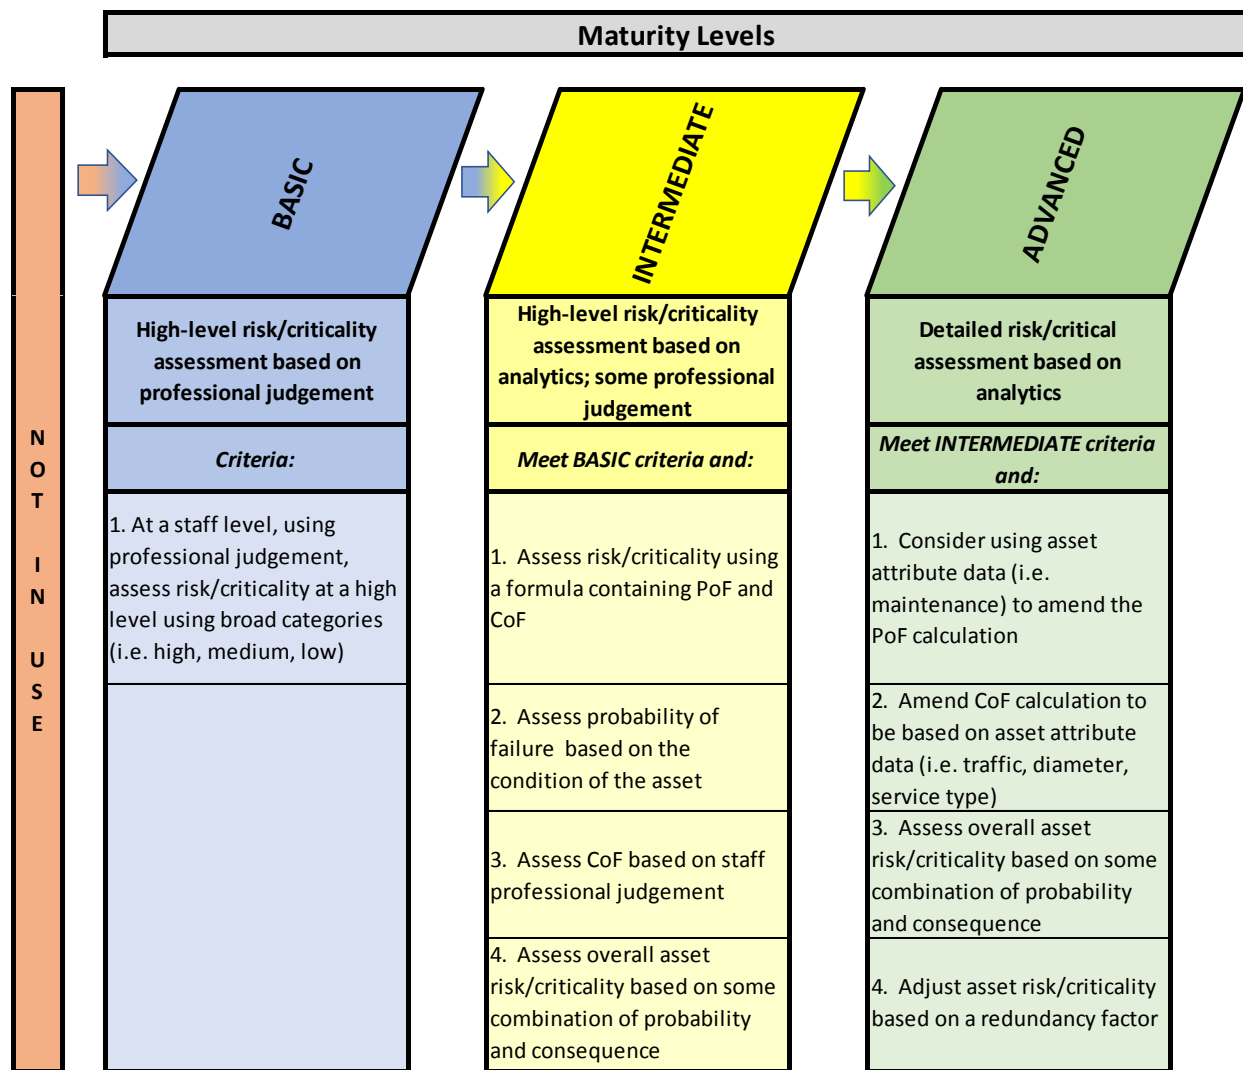 Maturity Levels
NOT IN USE
BASIC
High-level risk/criticality
assessment based on
professional judgement
Criteria:
1. At a staff level, using
professional judgement,
assess risk/criticality at a high
level using broad categories
(i.e. high, medium, low)
INTERMEDIATE
High-level risk/criticality
assessment based on
analytics; some professional
judgement
Meet BASIC criteria and:
1. Assess risk/criticality using
a formula containing PoF and
CoF
2. Assess probability of
failure based on the
condition of the asset
3. Assess CoF based on staff
professional judgement
4. Assess overall asset
risk/criticality based on some
combination of probability
and consequence
ADVANCED
Detailed risk/critical
assessment based on
analytics
Meet INTERMEDIATE criteria
and:
1. Consider using asset
attribute data (i.e.
maintenance) to amend the
PoF calculation
2. Amend CoF calculation to
be based on asset attribute
data (i.e. traffic, diameter,
service type)
3. Assess overall asset
risk/criticality based on some
combination of probability
and consequence
4. Adjust asset risk/criticality
based on a redundancy factor